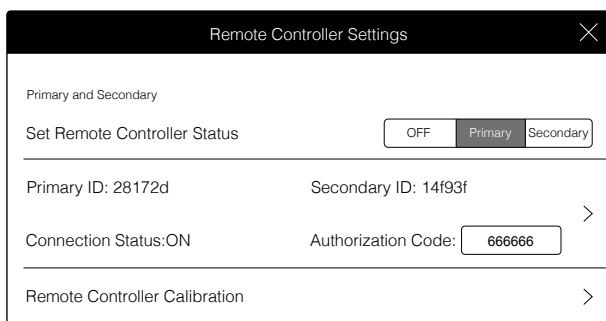 Remote Controller Settings
Primary and Secondary
Set Remote Controller Status OFF Primary Secondary
Primary ID: 28172d Secondary ID: 14f93f
Connection Status:ON Authorization Code: 666666
Remote Controller Calibration